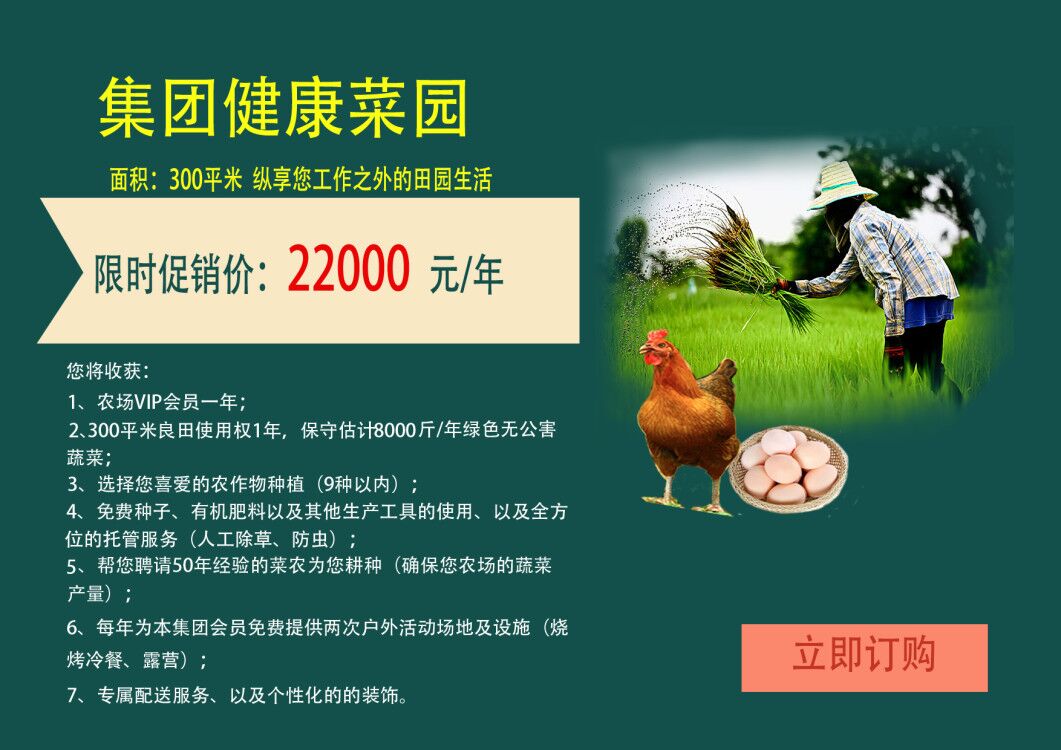 集团健康菜园
面积：300平米 纵享您工作之外的田园生活
限时促销价：22000 元/年
您将收获：
1、农场VIP会员一年；
2、300平米良田使用权1年，保守估计8000斤/年绿色无公害
蔬菜；
3、选择您喜爱的农作物种植（9种以内）；
4、免费种子、有机肥料以及其他生产工具的使用、以及全方
位的托管服务（人工除草、防虫）；
5、帮您聘请50年经验的菜农为您耕种（确保您农场的蔬菜
产量）；
6、每年为本集团会员免费提供两次户外活动场地及设施（烧
烤冷餐、露营）；
7、专属配送服务、以及个性化的的装饰。
立即订购